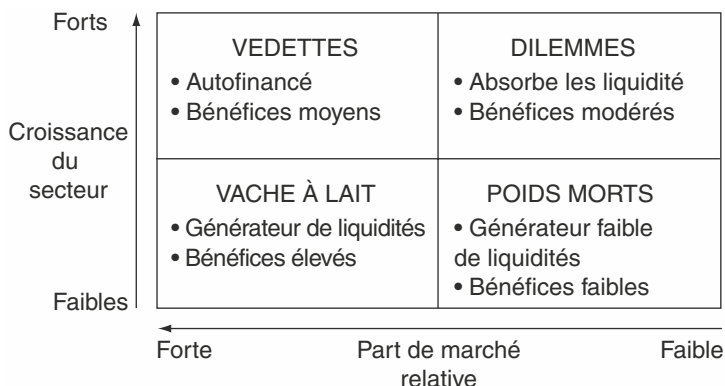 Forts
VEDETTES
• Autofinancé
• Bénéfices moyens
DILEMMES
• Absorbe les liquidité
• Bénéfices modérés
Croissance
du
secteur
VACHE À LAIT
• Générateur de liquidités
• Bénéfices élevés
POIDS MORTS
• Générateur faible
de liquidités
• Bénéfices faibles
Faibles
Forte
Part de marché
relative
Faible